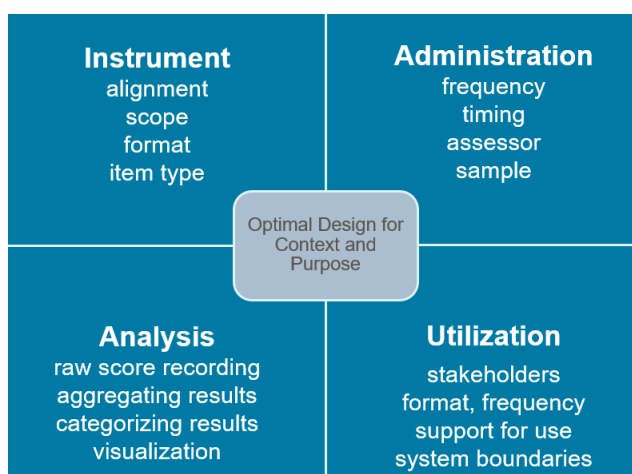 Instrument
alignment
scope
format
item type
Administration
frequency
timing
assessor
sample
Optimal Design for
Context and
Purpose
Analysis
raw score recording
aggregating results
categorizing results
visualization
Utilization
stakeholders
format, frequency
support for use
system boundaries